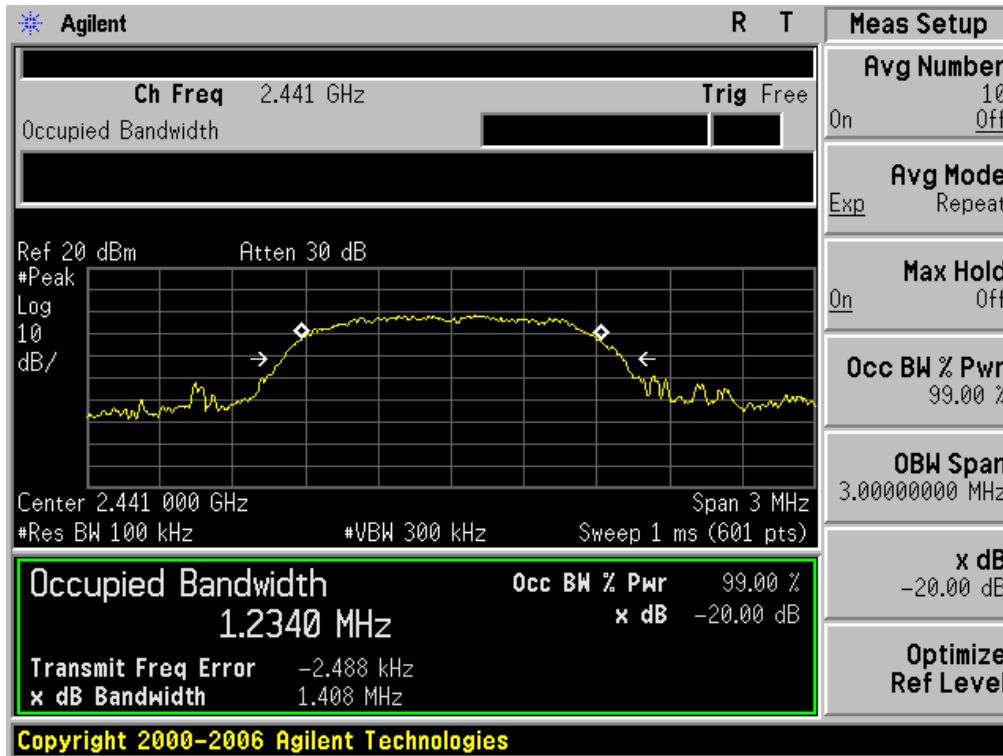 Agilent R T
Ch Freq 2.441 GHz Trig Free
Occupied Bandwidth
Ref 20 dBm Atten 30 dB
#Peak
Log
10
dB/
Center 2.441 000 GHz Span 3 MHz
#Res BW 100 kHz #VBW 300 kHz Sweep 1 ms (601 pts)
Occupied Bandwidth Occ BW % Pwr 99.00 %
1.2340 MHz x dB -20.00 dB
Transmit Freq Error -2.488 kHz
x dB Bandwidth 1.408 MHz
Copyright 2000-2006 Agilent Technologies
Meas Setup
Avg Number
10
On Off
Avg Mode
Exp Repeat
Max Hold
On Off
Occ BW % Pwr
99.00 %
OBW Span
3.00000000 MHz
x dB
-20.00 dB
Optimize
Ref Level